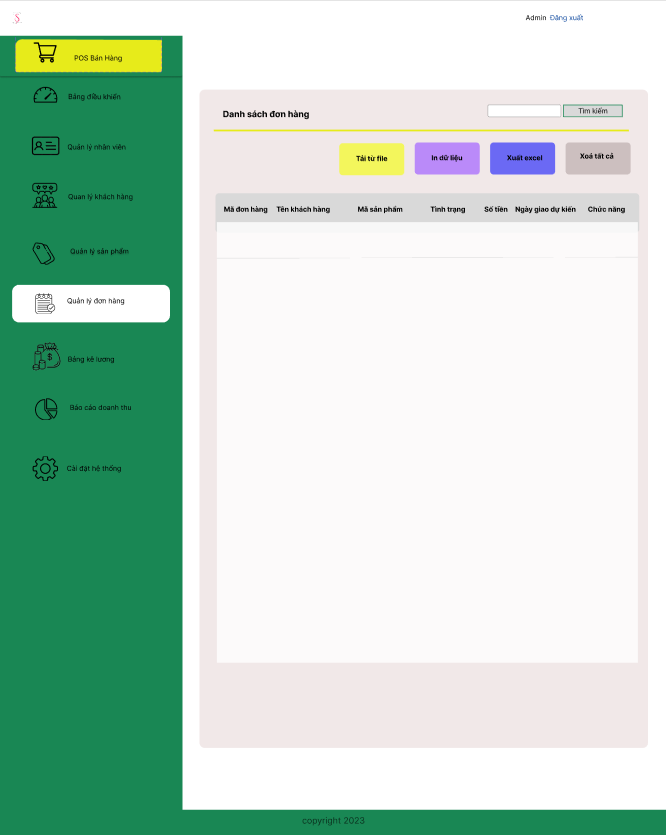 S
Admin Đăng xuất
POS Bán Hàng
Bảng điều khiển
Quản lý nhân viên
Quan lý khách hàng
Quản lý sản phẩm
Quản lý đơn hàng
Bảng kê lương
Báo cáo doanh thu
Cài đặt hệ thống
Danh sách đơn hàng
Tìm kiếm
Tải từ file
In dữ liệu
Xuất excel
Xoá tất cả
Mã đơn hàng Tên khách hàng Mã sản phẩm Tình trạng Số tiền Ngày giao dự kiến Chức năng
copyright 2023